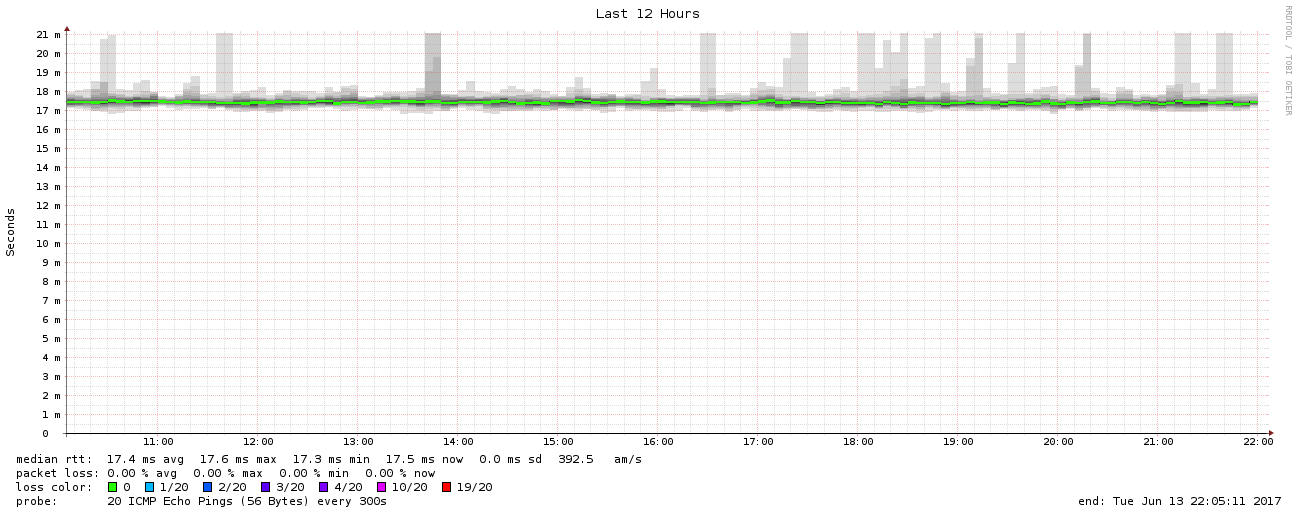 Last 12 Hours
RRDTOOL / TOBI OETIKER
Seconds
21 m
20 m
19 m
18 m
17 m
16 m
15 m
14 m
13 m
12 m
11 m
10 m
9 m
8 m
7 m
6 m
5 m
4 m
3 m
2 m
1 m
0
11:00 12:00 13:00 14:00 15:00 16:00 17:00 18:00 19:00 20:00 21:00 22:00
median rtt: 17.4 ms avg 17.6 ms max 17.3 ms min 17.5 ms now 0.0 ms sd 392.5 am/s
packet loss: 0.00 % avg 0.00 % max 0.00 % min 0.00 % now
loss color: 0 1/20 2/20 3/20 4/20 10/20 19/20
probe: 20 ICMP Echo Pings (56 Bytes) every 300s end: Tue Jun 13 22:05:11 2017